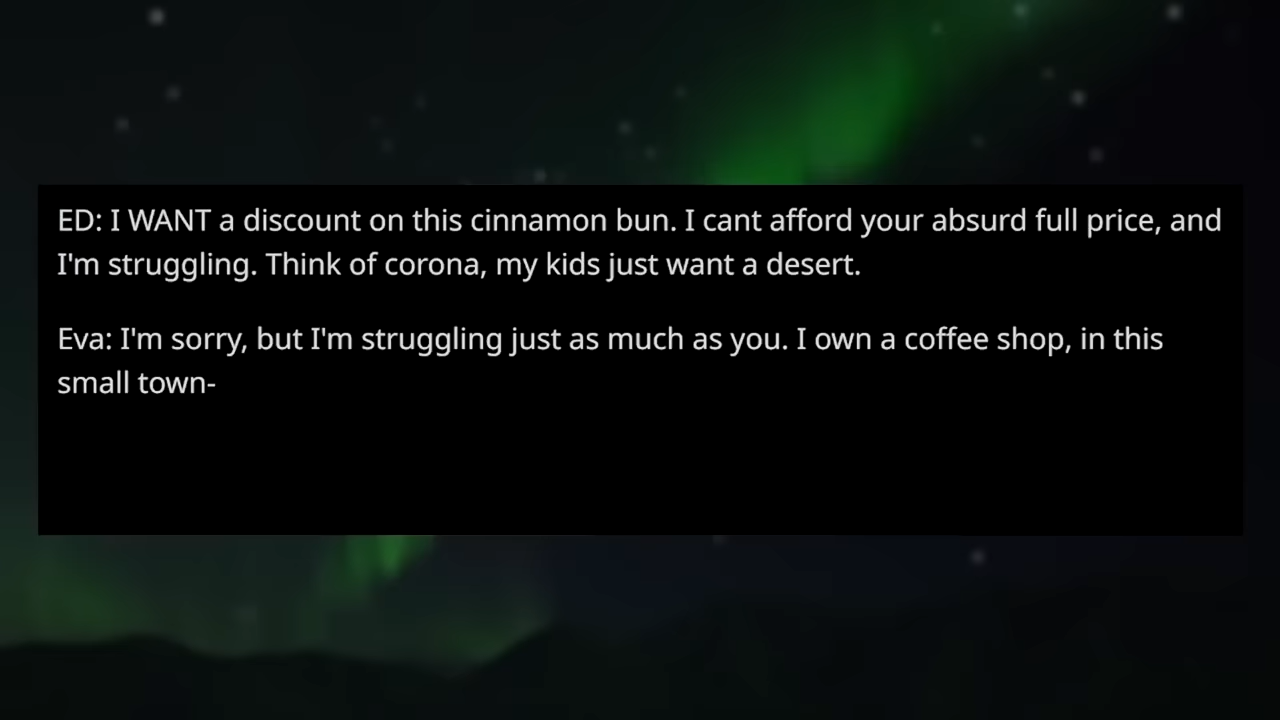 ED: I WANT a discount on this cinnamon bun. I cant afford your absurd full price, and
I'm struggling. Think of corona, my kids just want a desert.
Eva: I'm sorry, but I'm struggling just as much as you. I own a coffee shop, in this
small town-